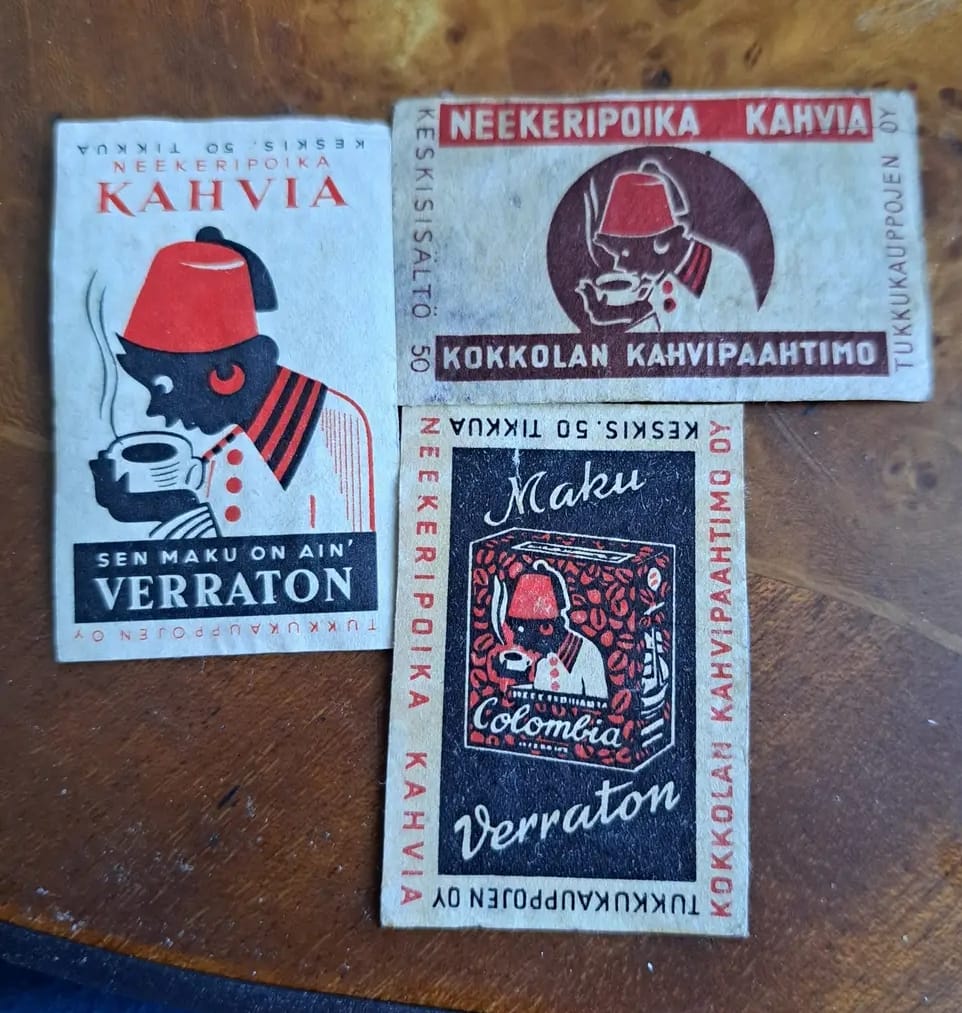 KESKIS. 50 TIKKUA
NEEKERIPOIKA
KAHVIA
SEN MAKU ON AIN'
VERRATON
TUKKUKAUPPOJEN OY
KESKISISÄLTÖ 50
NEEKERIPOIKA KAHVIA
KOKKOLAN KAHVIPAAHTIMO
TUKKUKAUPPOJEN OY
KESKIS. 50 TIKKUA
NEEKERIPOIKA KAHVIA
Maku
Colombia
Verraton
KOKKOLAN KAHVIPAAHTIMO OY
TUKKUKAUPPOJEN OY